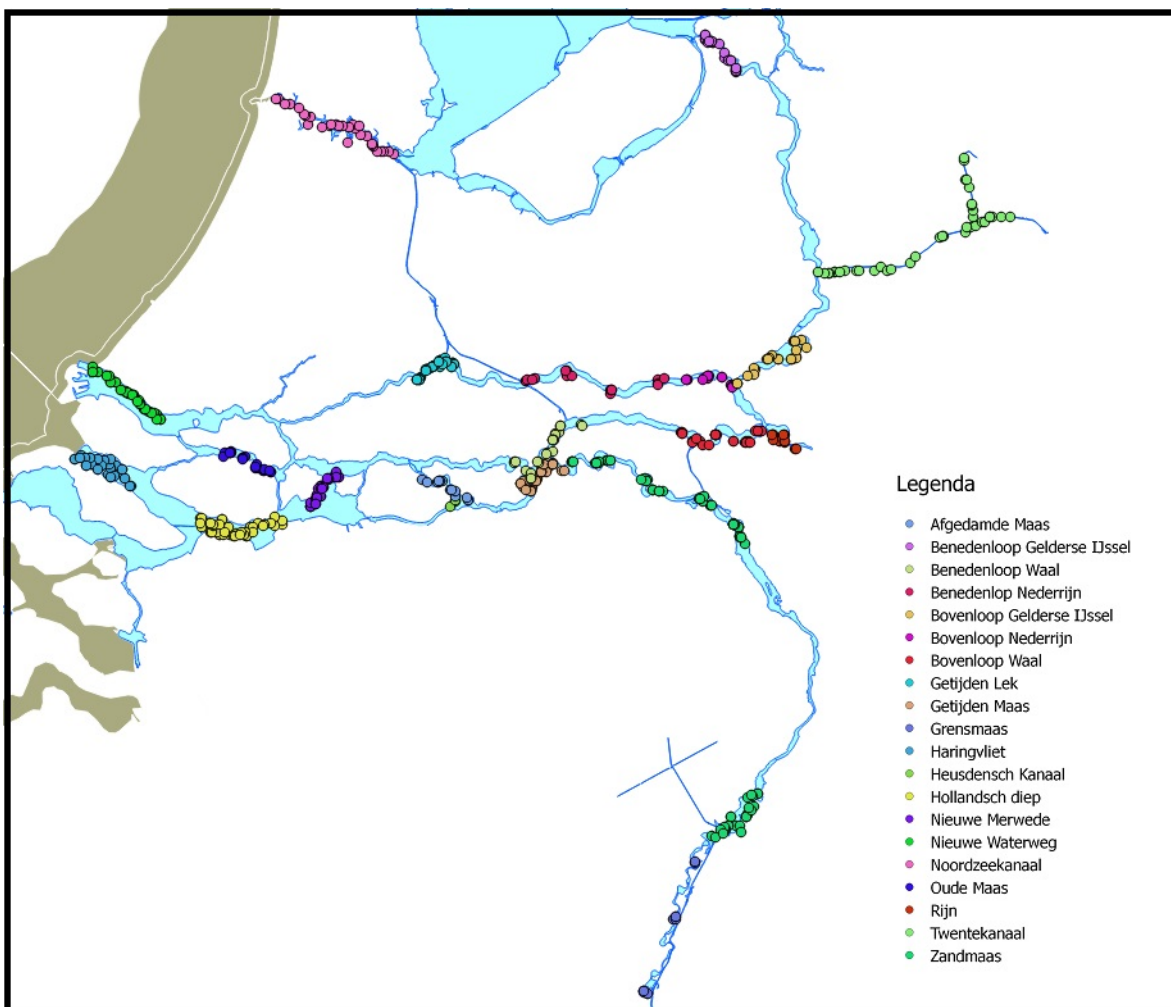 Legenda
Afgedamde Maas
Benedenloop Gelderse IJssel
Benedenloop Waal
Benedenlop Nederrijn
Bovenloop Gelderse IJssel
Bovenloop Nederrijn
Bovenloop Waal
Getijden Lek
Getijden Maas
Grensmaas
Haringvliet
Heusdensch Kanaal
Hollandsch diep
Nieuwe Merwede
Nieuwe Waterweg
Noordzeekanaal
Oude Maas
Rijn
Twentekanaal
Zandmaas